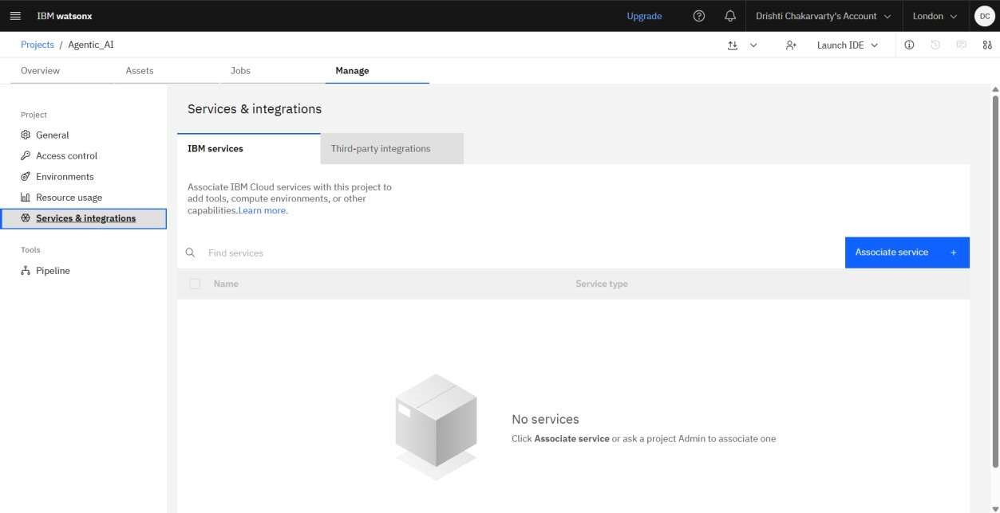 IBM watsonx
Upgrade
Drishti Chakarvarty's Account
London
DC
Projects / Agentic_AI
Launch IDE
Overview
Assets
Jobs
Manage
Project
General
Access control
Environments
Resource usage
Services & integrations
Tools
Pipeline
Services & integrations
IBM services
Third-party integrations
Associate IBM Cloud services with this project to
add tools, compute environments, or other
capabilities.Learn more.
Find services
Associate service +
Name
Service type
No services
Click Associate service or ask a project Admin to associate one